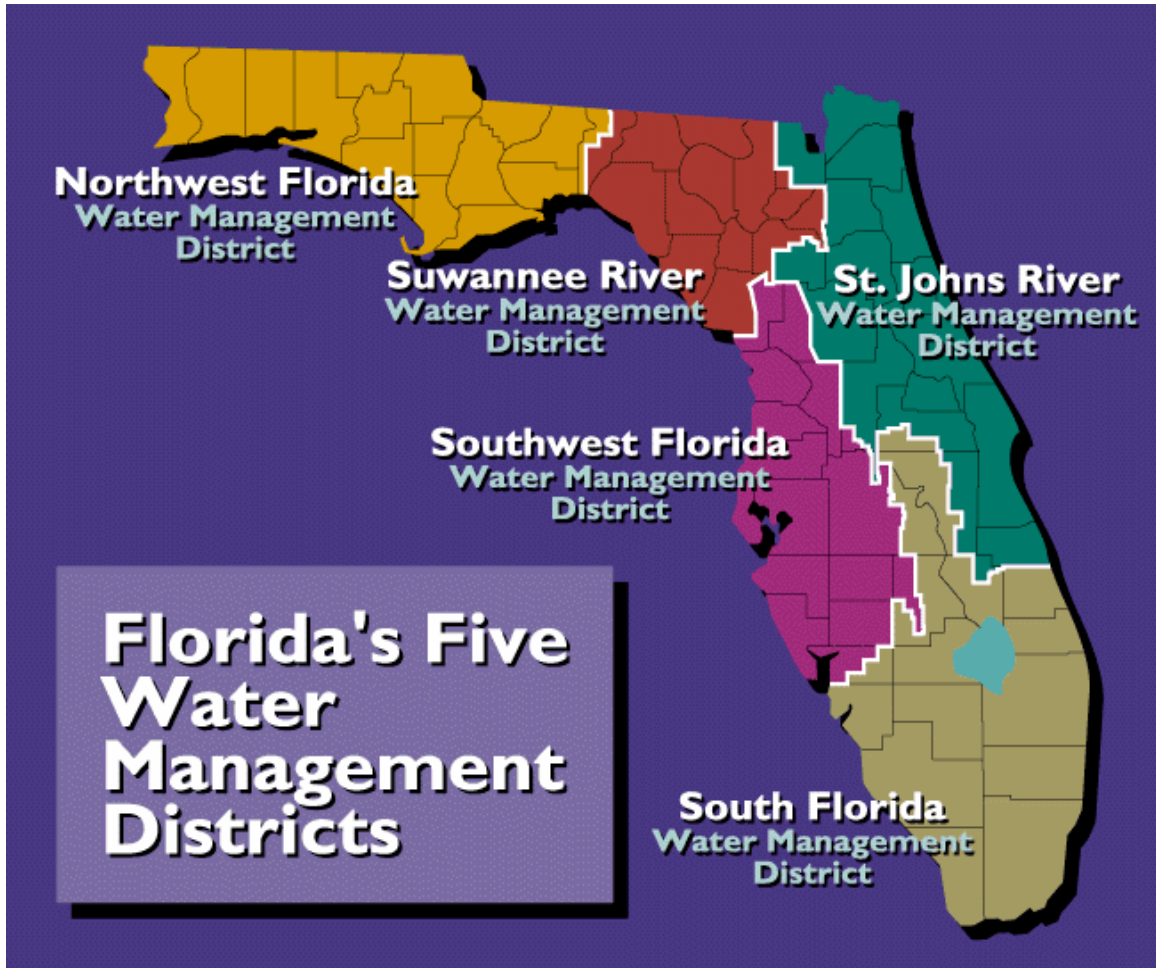 Northwest Florida
Water Management
District
Suwannee River
Water Management
District
St. Johns River
Water Management
District
Southwest Florida
Water Management
District
Florida's Five
Water
Management
Districts
South Florida
Water Management
District